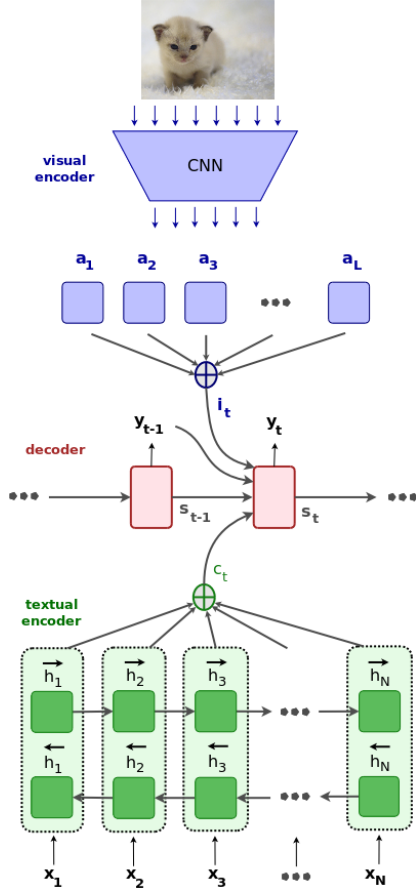 visual
encoder
CNN
a1 a2 a3 aL
it
yt-1 yt
decoder
st-1 st
ct
textual
encoder
h1 h2 h3 hN
h1 h2 h3 hN
x1 x2 x3 xN